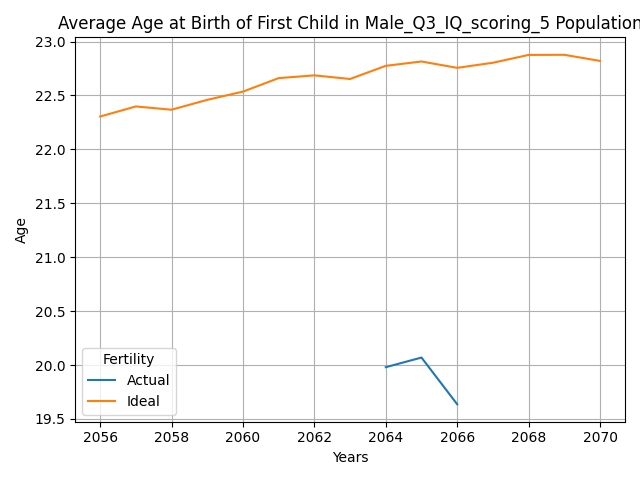 Average Age at Birth of First Child in Male_Q3_IQ_scoring_5 Population
23.0
22.5
22.0
21.5
21.0
20.5
20.0
19.5
Age
Fertility
Actual
Ideal
2056 2058 2060 2062 2064 2066 2068 2070
Years